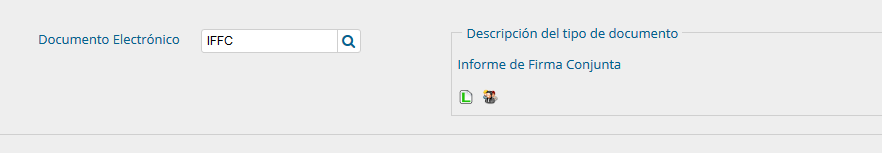 Documento Electrónico
IFFC
Descripción del tipo de documento
Informe de Firma Conjunta
L